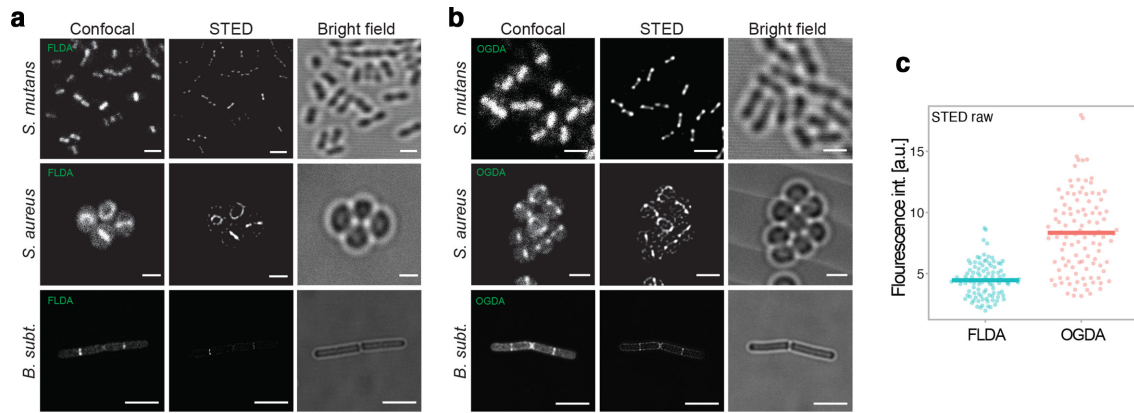 a
Confocal STED Bright field
FLDA
S. mutans
FLDA
S. aureus
FLDA
B. subt.
b
Confocal STED Bright field
OGDA
S. mutans
OGDA
S. aureus
OGDA
B. subt.
c
STED raw
Flourescence int. [a.u.]
15
10
5
FLDA OGDA